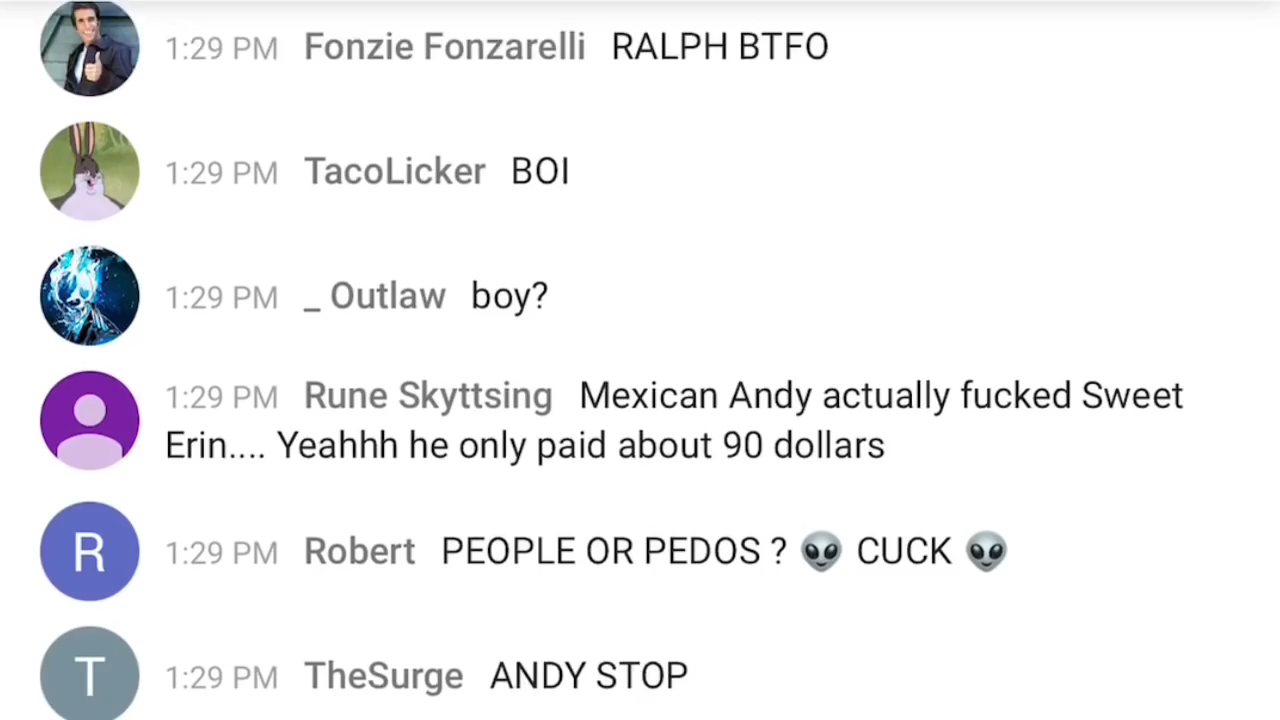 1:29 PM Fonzie Fonzarelli RALPH BTFO
1:29 PM TacoLicker BOI
1:29 PM _ Outlaw boy?
1:29 PM Rune Skyttsing Mexican Andy actually fucked Sweet
Erin.... Yeahhh he only paid about 90 dollars
R 1:29 PM Robert PEOPLE OR PEDOS ? 👽 CUCK 👽
T 1:29 PM TheSurge ANDY STOP